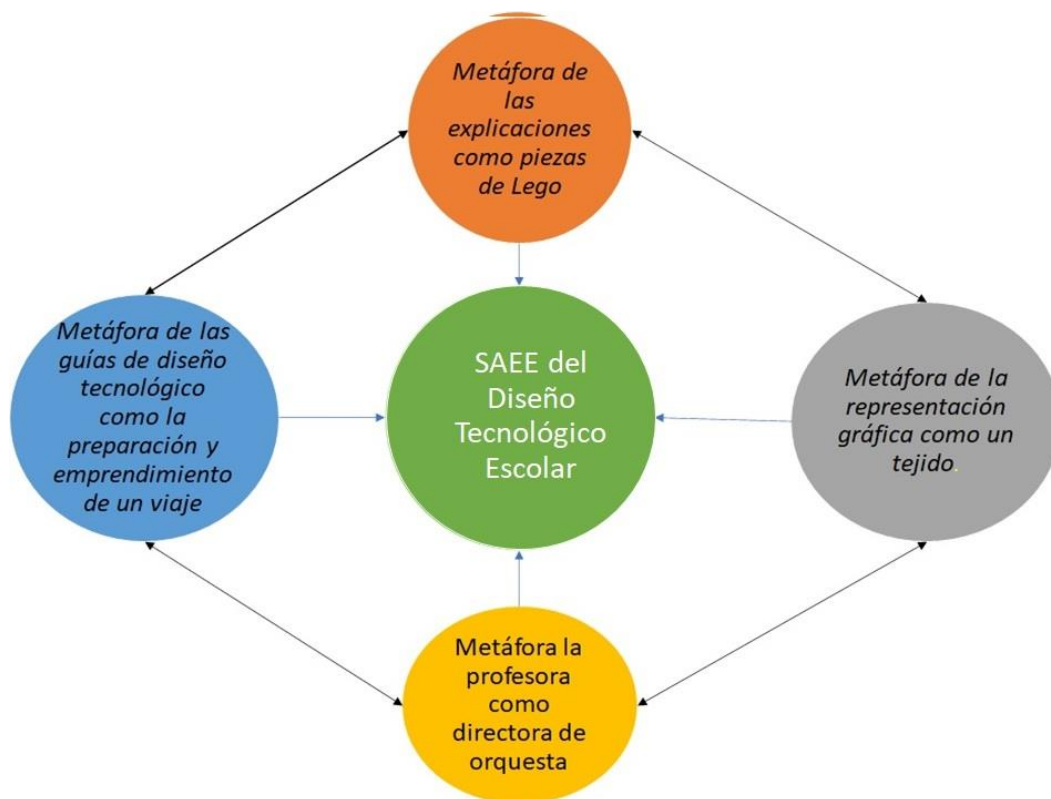 Metáfora de
las
explicaciones
como piezas
de Lego
Metáfora de las
guías de diseño
tecnológico
como la
preparación y
emprendimiento
de un viaje
SAEE del
Diseño
Tecnológico
Escolar
Metáfora de la
representación
gráfica como un
tejido.
Metáfora la
profesora
como
directora de
orquesta